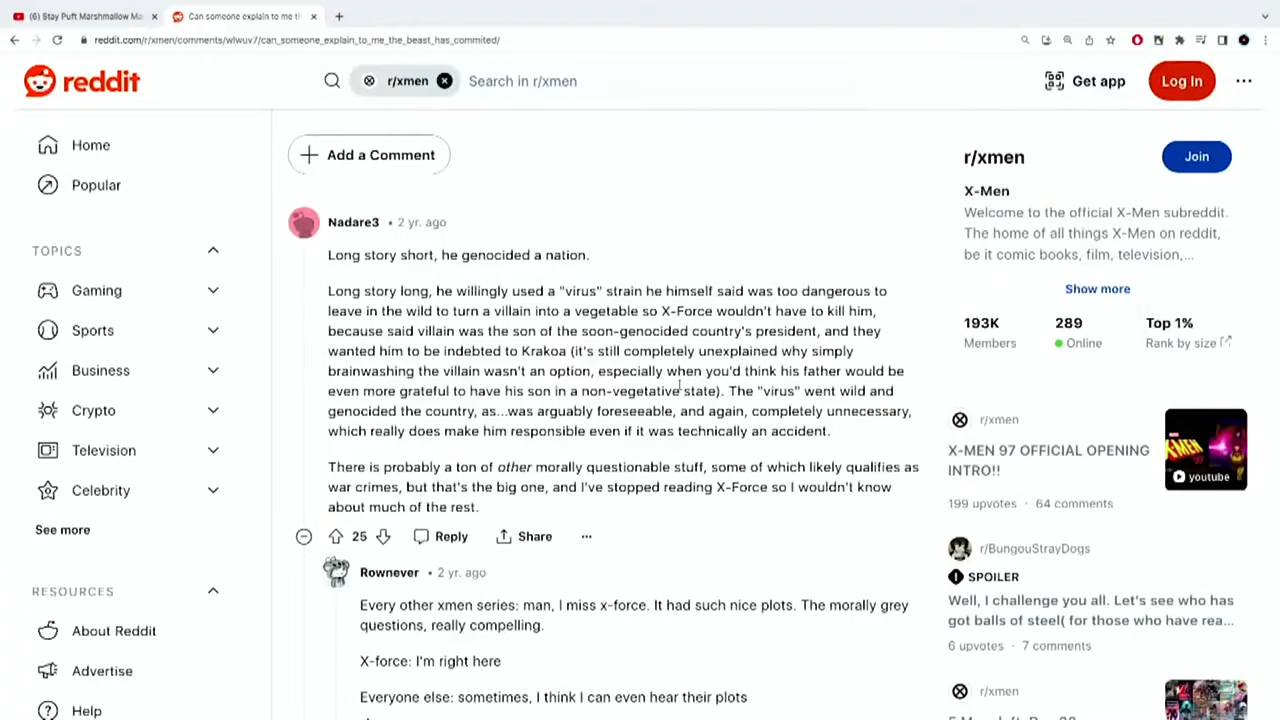 (6) Stay Puft Marshmallow Ma
Can someone explain to me th
reddit.com/r/xmen/comments/wlwuv7/can_someone_explain_to_me_the_beast_has_commited/
reddit
r/xmen
Search in r/xmen
Get app
Log In
Home
Popular
TOPICS
Gaming
Sports
Business
Crypto
Television
Celebrity
See more
RESOURCES
About Reddit
Advertise
Help
Add a Comment
Nadare3 • 2 yr. ago
Long story short, he genocided a nation.
Long story long, he willingly used a "virus" strain he himself said was too dangerous to
leave in the wild to turn a villain into a vegetable so X-Force wouldn't have to kill him,
because said villain was the son of the soon-genocided country's president, and they
wanted him to be indebted to Krakoa (it's still completely unexplained why simply
brainwashing the villain wasn't an option, especially when you'd think his father would be
even more grateful to have his son in a non-vegetative state). The "virus" went wild and
genocided the country, as...was arguably foreseeable, and again, completely unnecessary,
which really does make him responsible even if it was technically an accident.
There is probably a ton of other morally questionable stuff, some of which likely qualifies as
war crimes, but that's the big one, and I've stopped reading X-Force so I wouldn't know
about much of the rest.
25
Reply
Share
Rownever • 2 yr. ago
Every other xmen series: man, I miss x-force. It had such nice plots. The morally grey
questions, really compelling.
X-force: I'm right here
Everyone else: sometimes, I think I can even hear their plots
r/xmen
Join
X-Men
Welcome to the official X-Men subreddit.
The home of all things X-Men on reddit,
be it comic books, film, television,...
Show more
193K
Members
289
Online
Top 1%
Rank by size
r/xmen
X-MEN 97 OFFICIAL OPENING
INTRO!!
X-MEN
youtube
199 upvotes · 64 comments
r/BungouStrayDogs
SPOILER
Well, I challenge you all. Let's see who has
got balls of steel( for those who have rea...
6 upvotes · 7 comments
r/xmen